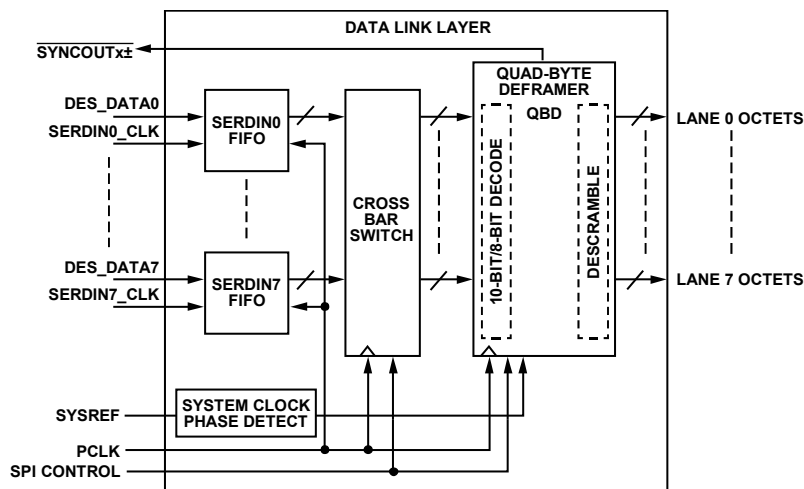 DATA LINK LAYER
SYNCOUTx±
QUAD-BYTE
DEFRAMER
QBD
DES_DATA0
SERDIN0_CLK
SERDIN0
FIFO
LANE 0 OCTETS
CROSS
BAR
SWITCH
10-BIT/8-BIT DECODE
DESCRAMBLE
DES_DATA7
SERDIN7_CLK
SERDIN7
FIFO
LANE 7 OCTETS
SYSREF
SYSTEM CLOCK
PHASE DETECT
PCLK
SPI CONTROL